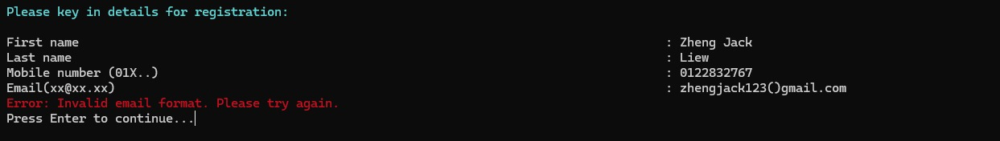 Please key in details for registration:
First name : Zheng Jack
Last name : Liew
Mobile number (01X..) : 0122832767
Email(xx@xx.xx) : zhengjack123()gmail.com
Error: Invalid email format. Please try again.
Press Enter to continue...